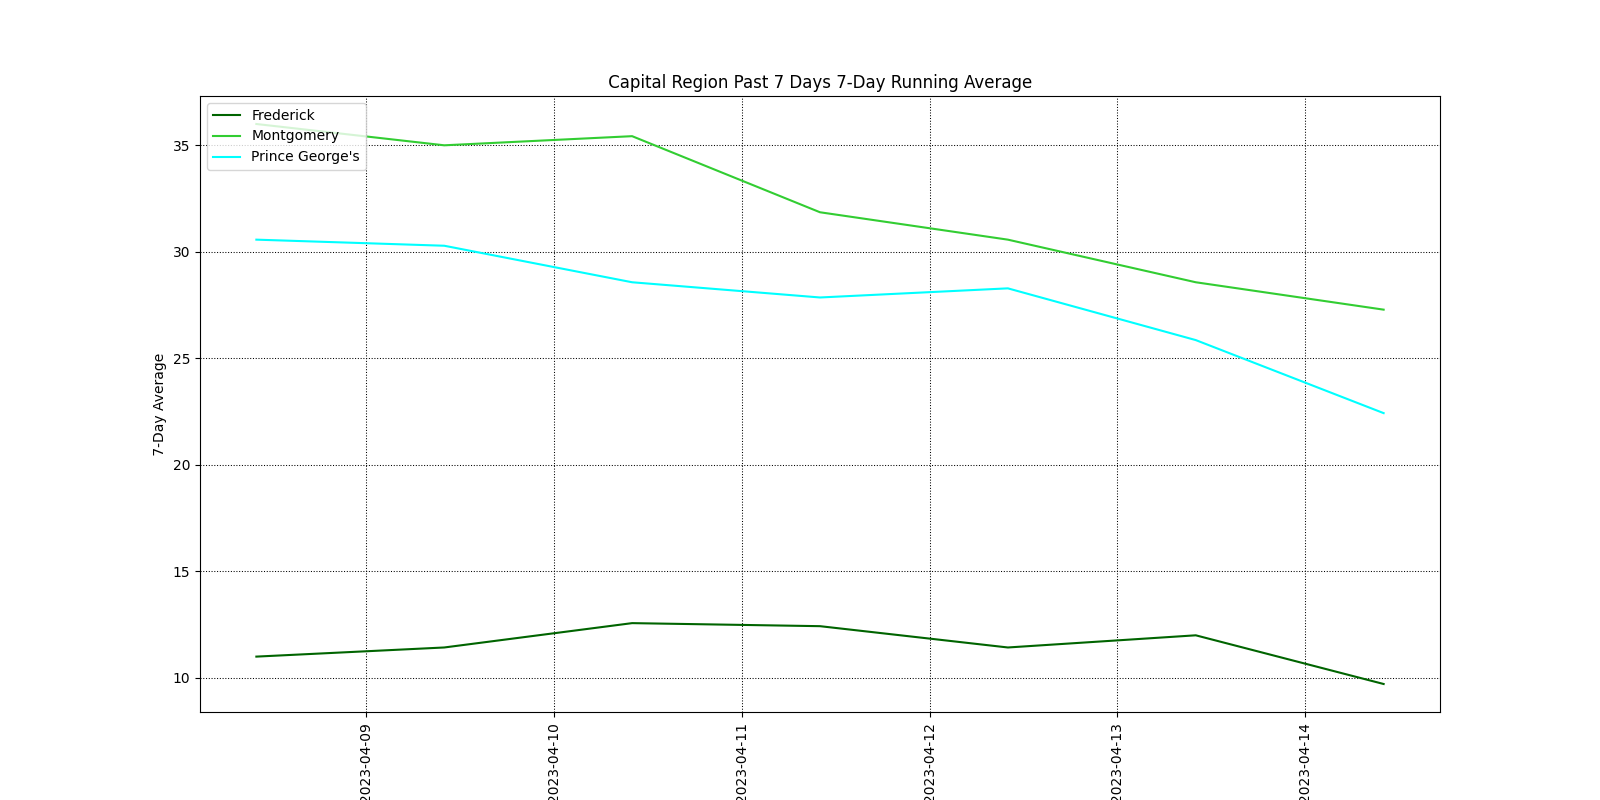 Capital Region Past 7 Days 7-Day Running Average
Frederick
Montgomery
Prince George's
7-Day Average
35
30
25
20
15
10
2023-04-09
2023-04-10
2023-04-11
2023-04-12
2023-04-13
2023-04-14